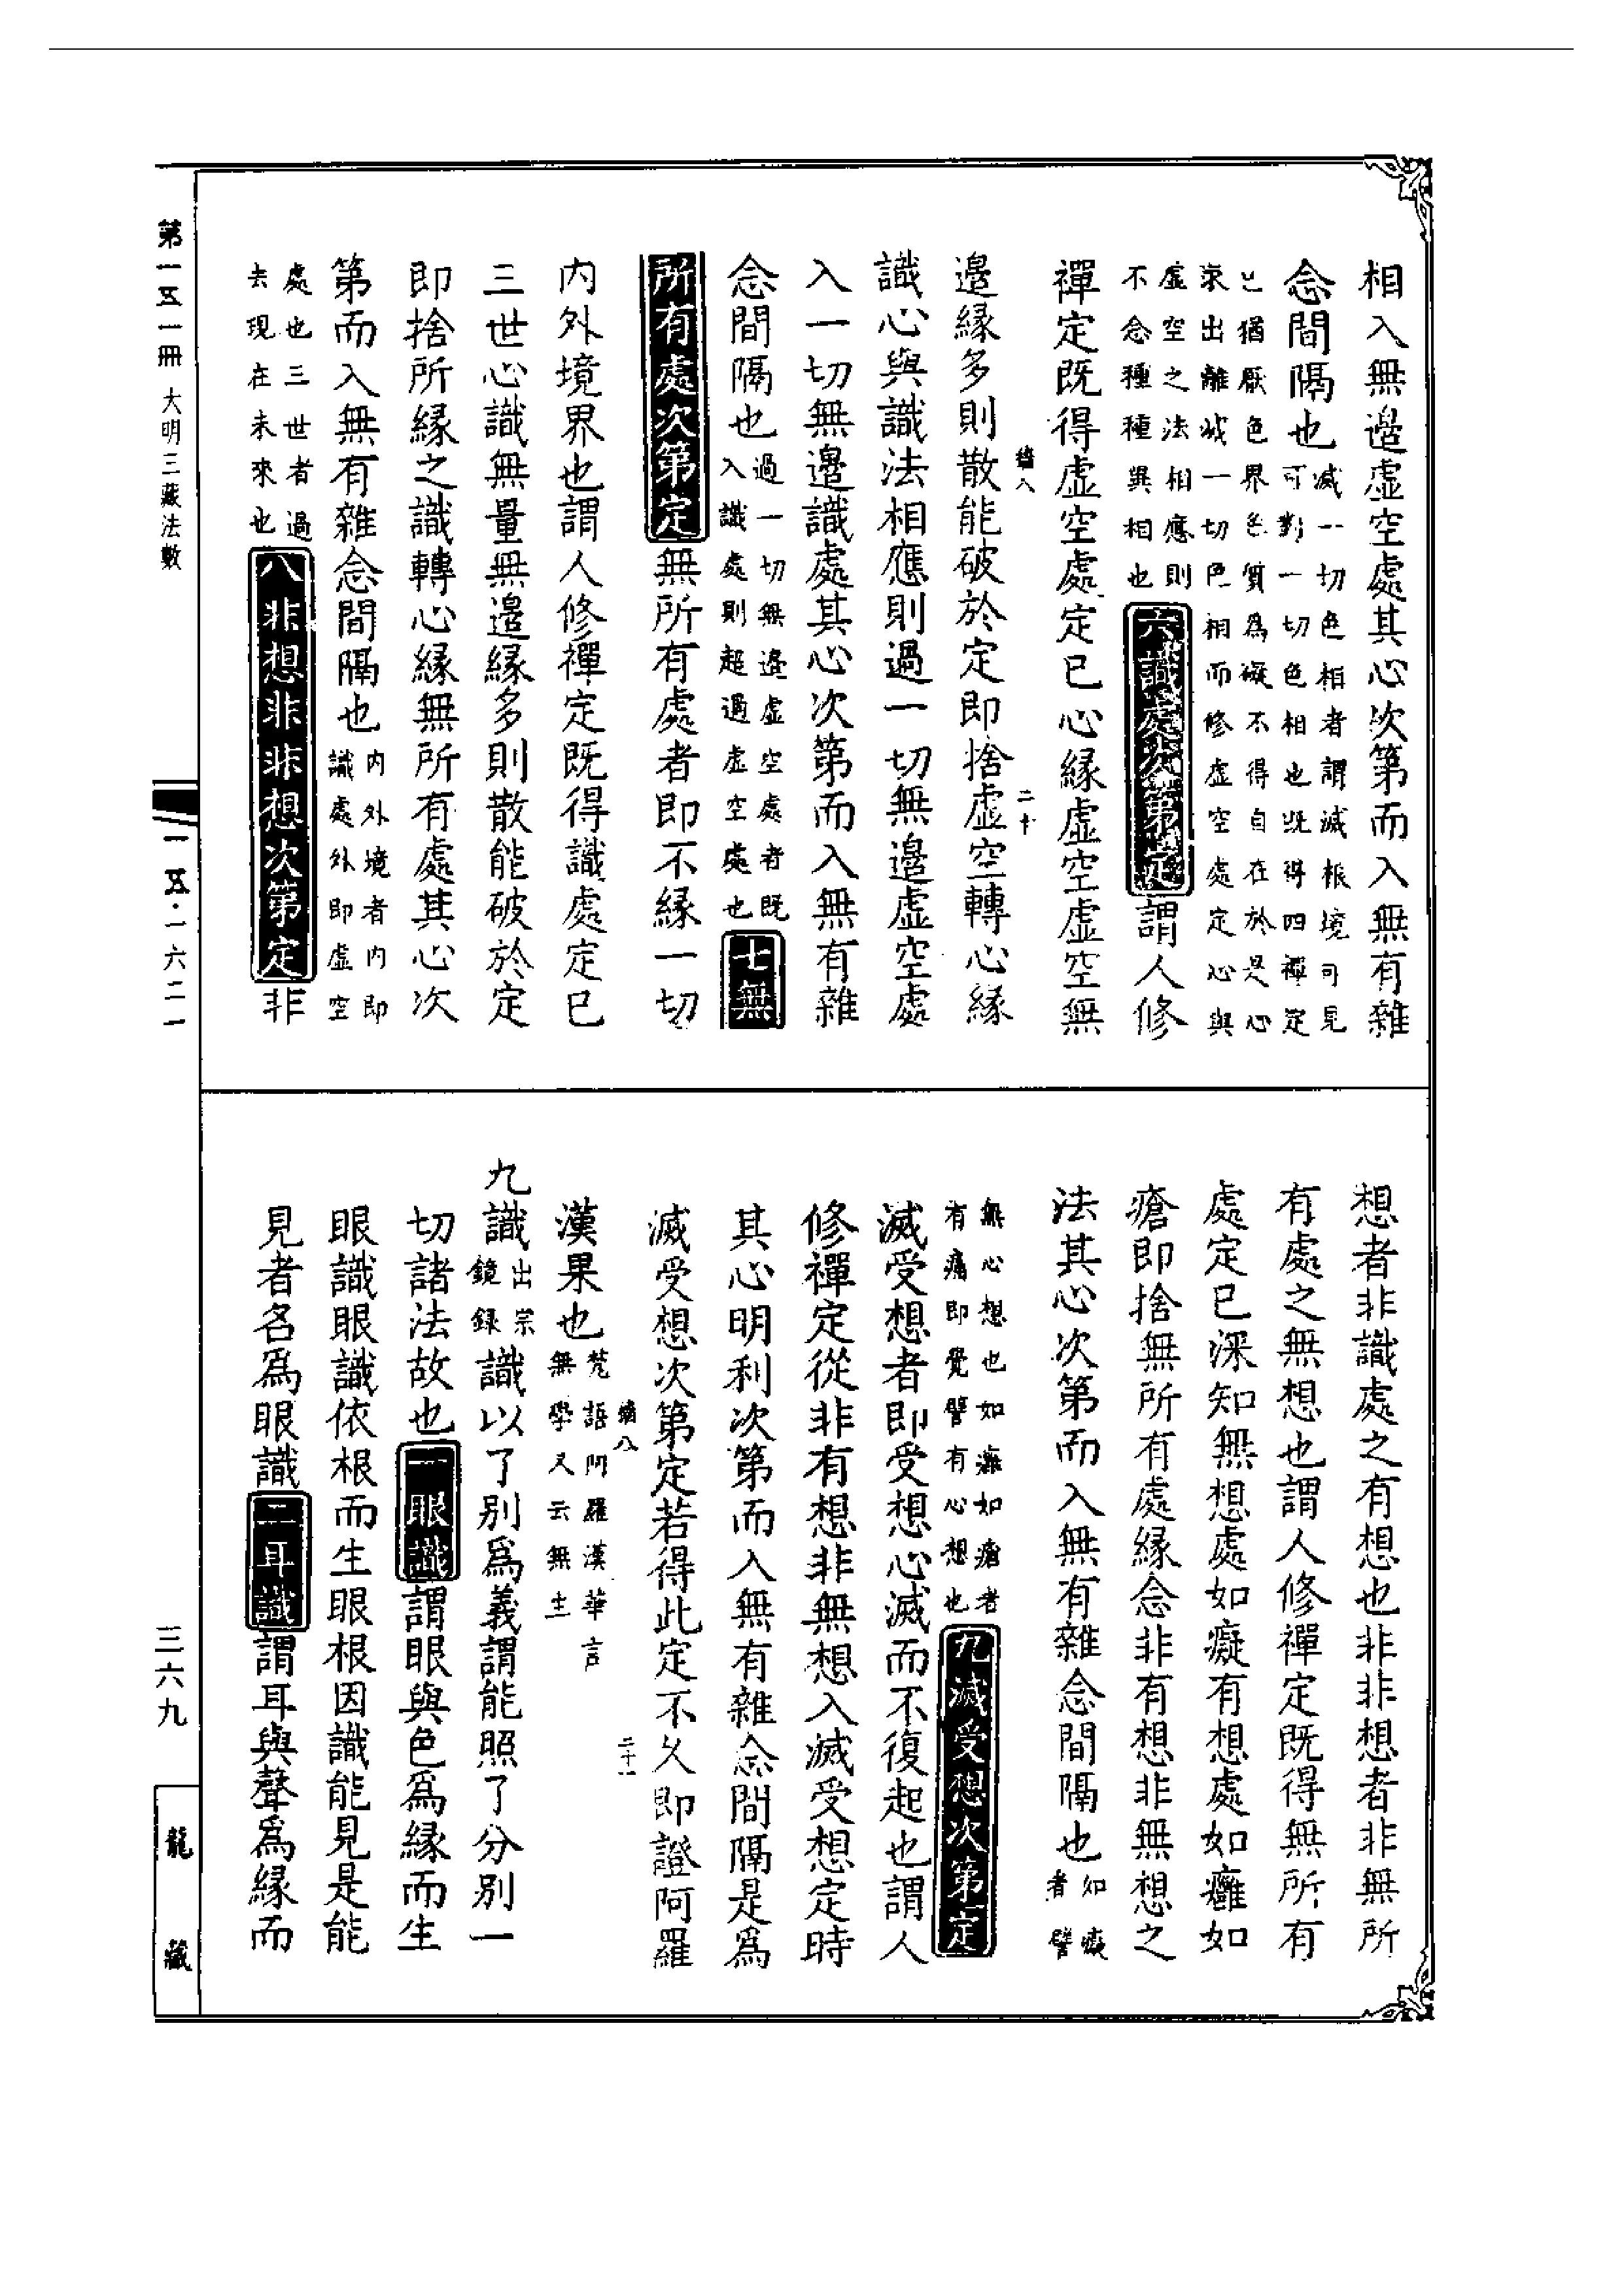 相入無邊虛空處其心次第而入無有雜
念間隔也滅一切色相者謂滅根境可見可對一切色相也既得四禪定
已猶厭色界色質為礙不得自在於是心求出離滅一切色相而修虛空處定心與
虛空之法相應則不念種種異相也六識處次第定謂人修
禪定既得虛空處定已心緣虛空虛空無
邊緣多則散能破於定即捨虛空轉心緣
二十
識心與識法相應則過一切無邊虛空處
入一切無邊識處其心次第而入無有雜
念間隔也過一切無邊虛空處者既入識處則超過虛空處也七無
所有處次第定無所有處者即不緣一切
內外境界也謂人修禪定既得識處定已
三世心識無量無邊緣多則散能破於定
即捨所緣之識轉心緣無所有處其心次
第而入無有雜念間隔也內外境者內即識處外即虛空
處也三世者過去現在未來也八非想非非想次第定非
想者非識處之有想也非非想者非無所
有處之無想也謂人修禪定既得無所有
處定已深知無想處如癡有想處如癰如
瘡即捨無所有處緣念非有想非無想之
法其心次第而入無有雜念間隔也如癡者譬
無心想也如癰如瘡者有痛即覺譬有心想也九滅受想次第定
滅受想者即受想心滅而不復起也謂人
修禪定從非有想非無想入滅受想定時
其心明利次第而入無有雜念間隔是為
滅受想次第定若得此定不久即證阿羅
二十一
漢果也梵語阿羅漢華言無學又云無生
九識出宗鏡録識以了別為義謂能照了分別一
切諸法故也一眼識謂眼與色為緣而生
眼識眼識依根而生眼根因識能見是能
見者名為眼識二耳識謂耳與聲為緣而
第一五一冊 大明三藏法數
一五·一六二一
三六九
龍藏